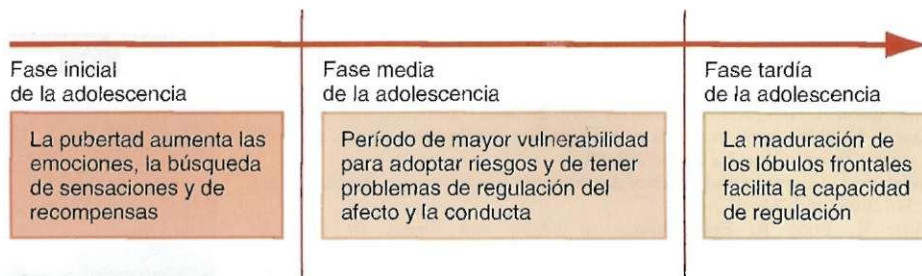 Fase inicial
de la adolescencia
La pubertad aumenta las
emociones, la búsqueda
de sensaciones y de
recompensas
Fase media
de la adolescencia
Período de mayor vulnerabilidad
para adoptar riesgos y de tener
problemas de regulación del
afecto y la conducta
Fase tardía
de la adolescencia
La maduración de
los lóbulos frontales
facilita la capacidad
de regulación